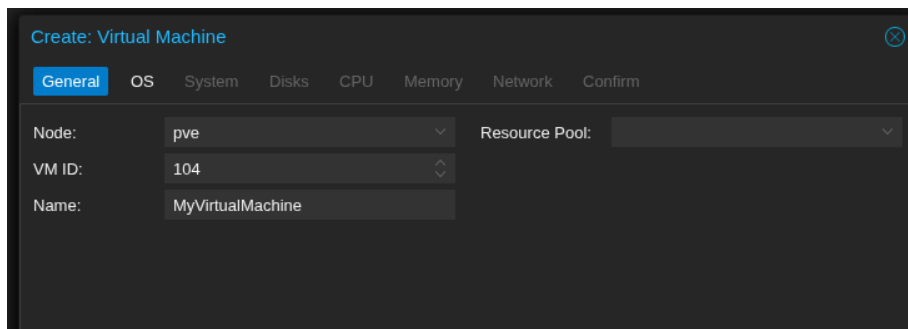 Create: Virtual Machine
General OS System Disks CPU Memory Network Confirm
Node: pve Resource Pool:
VM ID: 104
Name: MyVirtualMachine